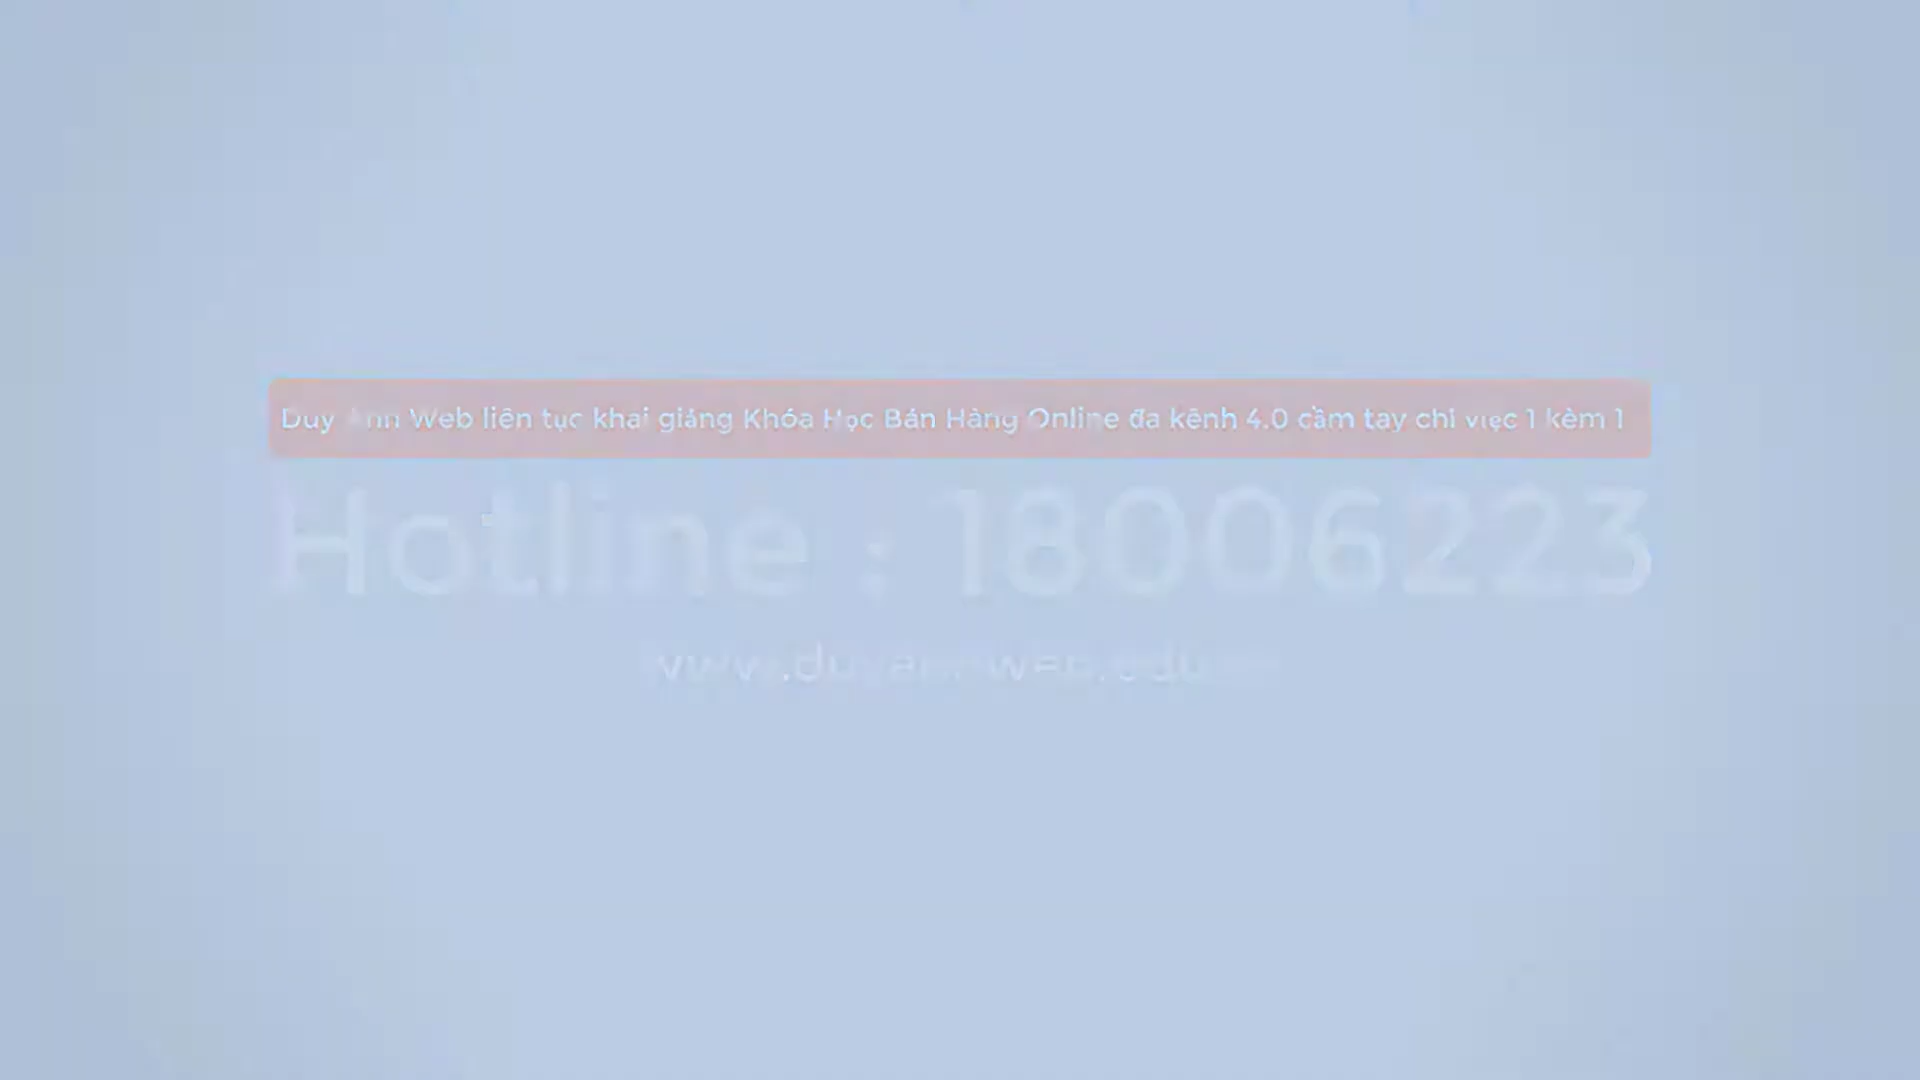 Duy Anh Web liên tục khai giảng Khóa Học Bán Hàng Online đa kênh 4.0 cầm tay chỉ việc 1 kèm 1
Hotline : 18006223